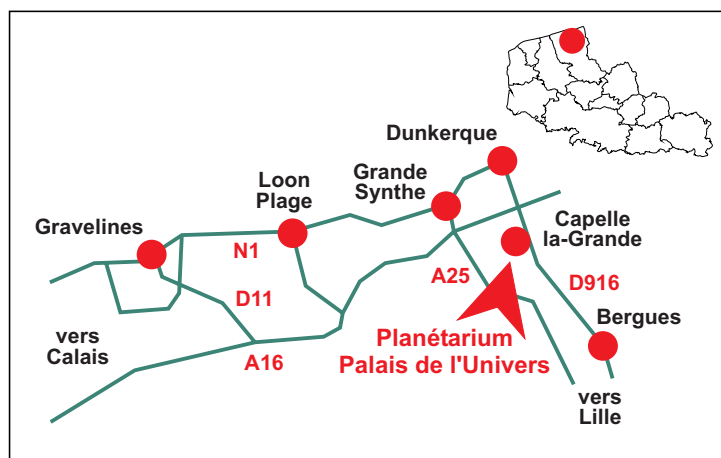 Dunkerque
Grande
Synthe
Loon
Plage
Gravelines
Capelle
la-Grande
N1
A25
D916
D11
Bergues
vers
Calais
A16
Planétarium
Palais de l'Univers
vers
Lille